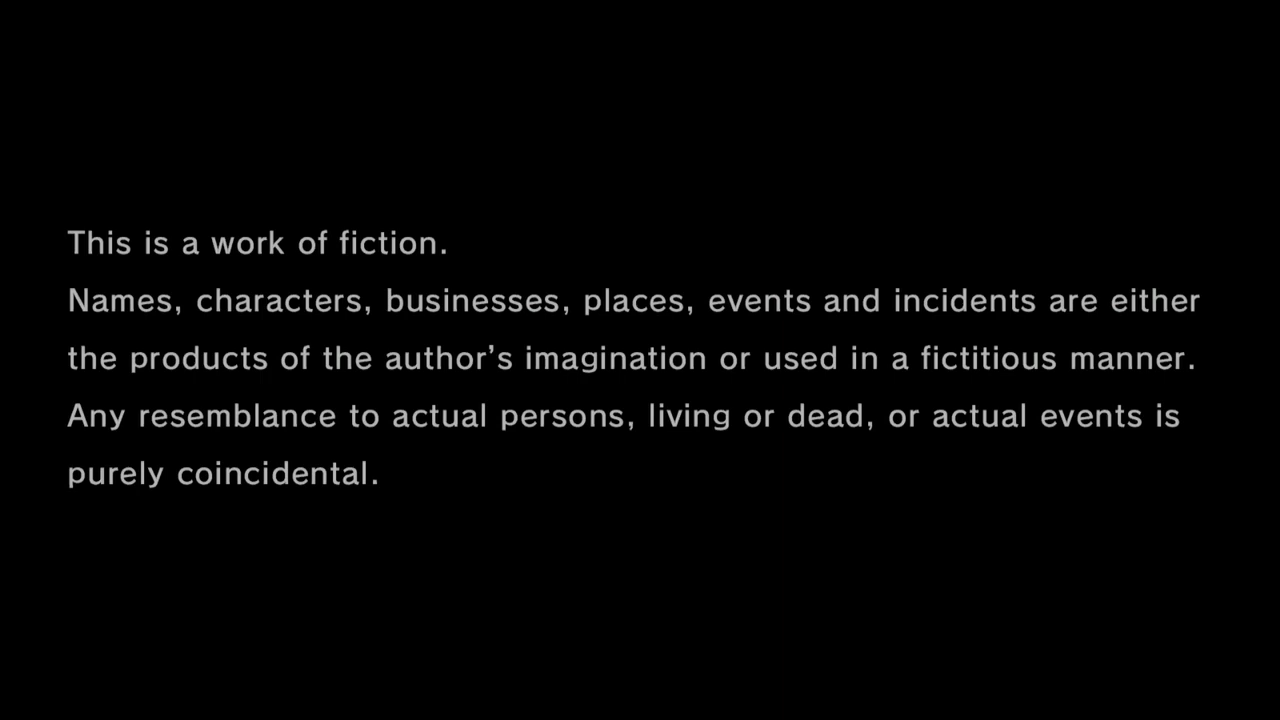 This is a work of fiction.
Names, characters, businesses, places, events and incidents are either
the products of the author’s imagination or used in a fictitious manner.
Any resemblance to actual persons, living or dead, or actual events is
purely coincidental.